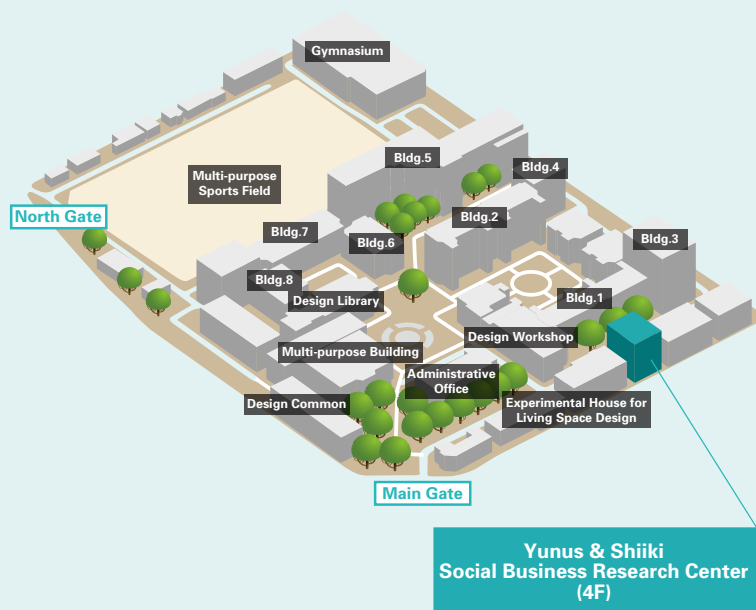 Gymnasium
Multi-purpose
Sports Field
Bldg.5
Bldg.4
North Gate
Bldg.7
Bldg.6
Bldg.2
Bldg.3
Bldg.8
Design Library
Bldg.1
Multi-purpose Building
Design Workshop
Administrative
Office
Design Common
Experimental House for
Living Space Design
Main Gate
Yunus & Shiiki
Social Business Research Center
(4F)